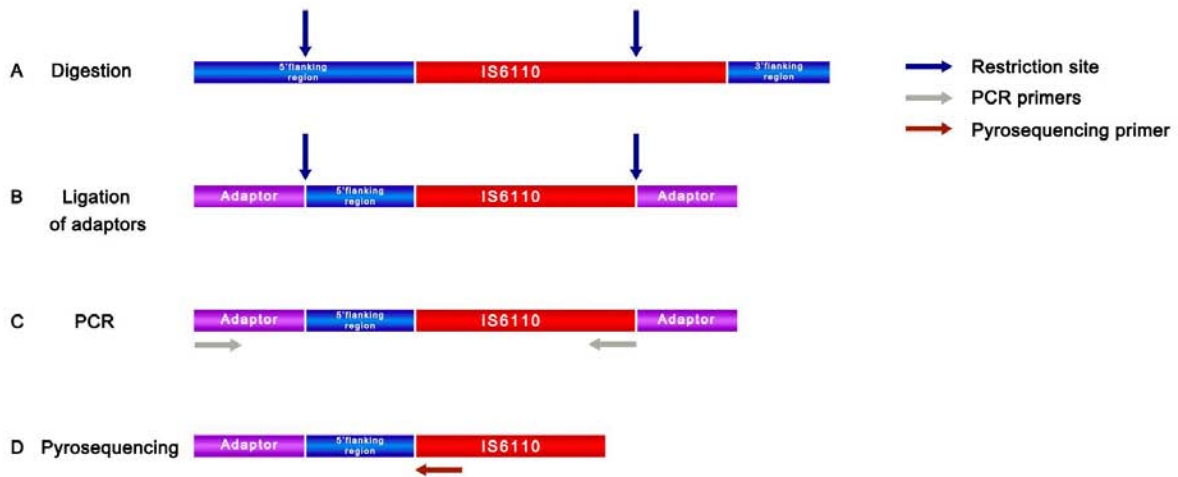 A Digestion
5'flanking
region
IS6110
3'flanking
region
Restriction site
PCR primers
Pyrosequencing primer
B Ligation
of adaptors
Adaptor
5'flanking
region
IS6110
Adaptor
C PCR
Adaptor
5'flanking
region
IS6110
Adaptor
D Pyrosequencing
Adaptor
5'flanking
region
IS6110